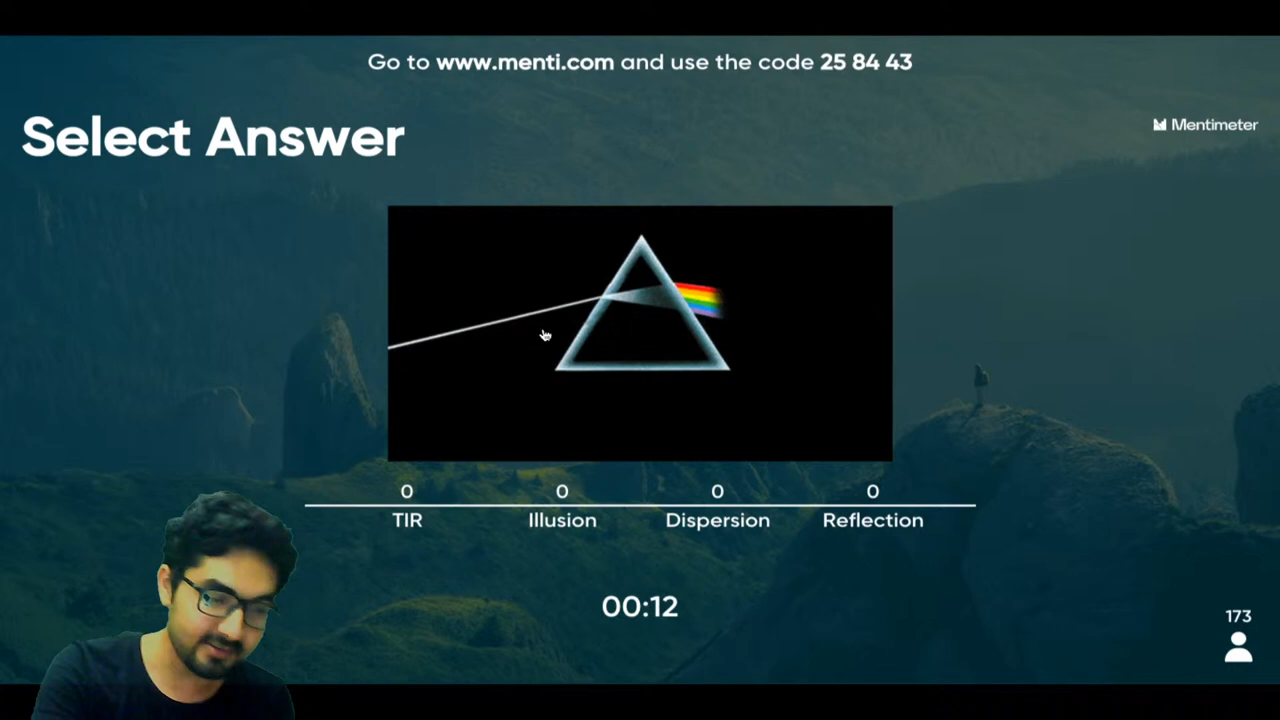 Go to www.menti.com and use the code 25 84 43
Select Answer
Mentimeter
0 0 0 0
TIR Illusion Dispersion Reflection
00:12
173